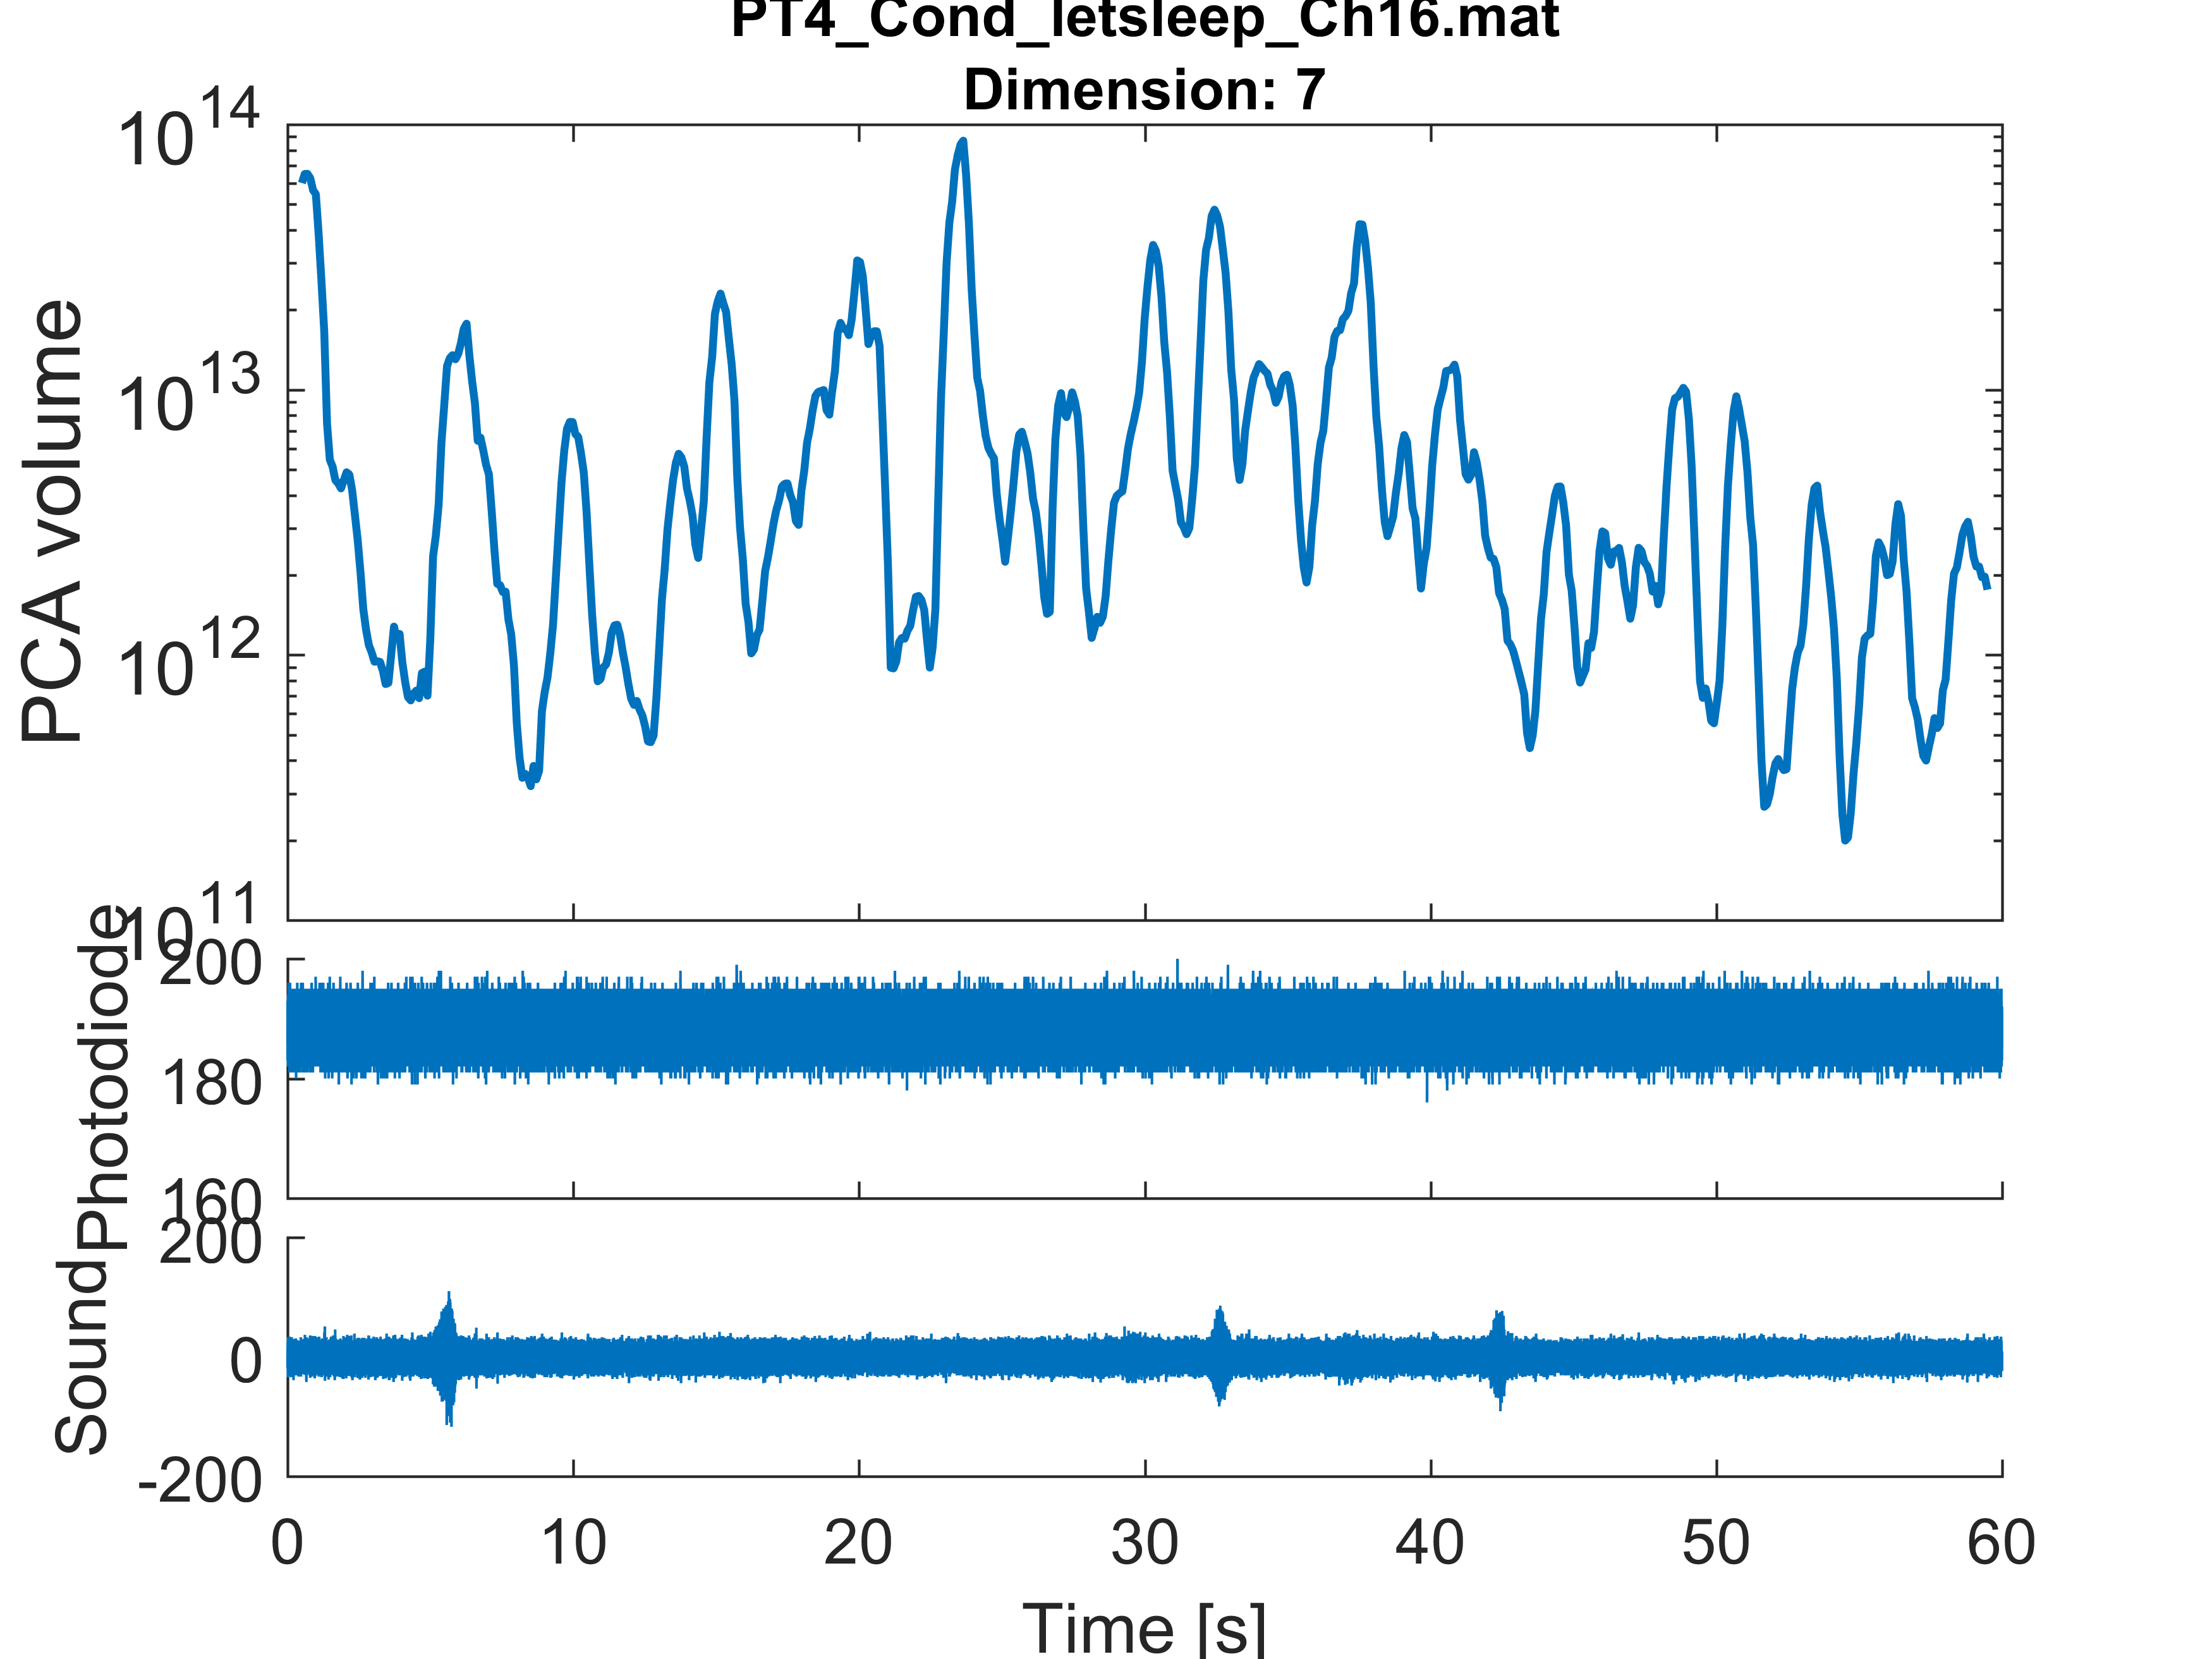 PT4_Cond_letsleep_Ch16.mat
Dimension: 7
PCA volume
10^14
10^13
10^12
10^11
Photodiode
200
180
160
Sound
200
0
-200
0 10 20 30 40 50 60
Time [s]